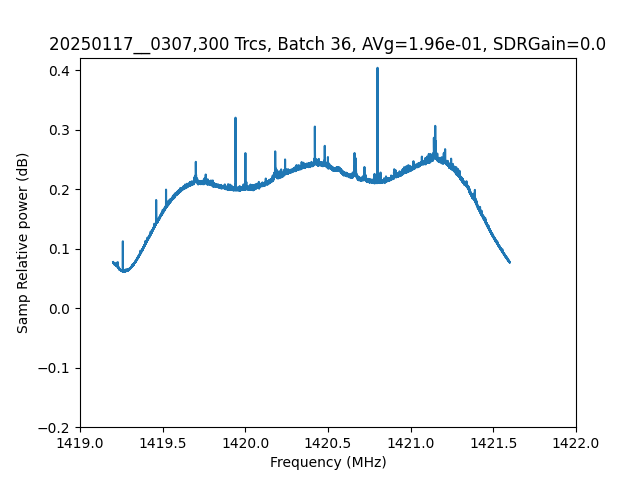 20250117__0307,300 Trcs, Batch 36, AVg=1.96e-01, SDRGain=0.0
Samp Relative power (dB)
0.4
0.3
0.2
0.1
0.0
−0.1
−0.2
1419.0 1419.5 1420.0 1420.5 1421.0 1421.5 1422.0
Frequency (MHz)